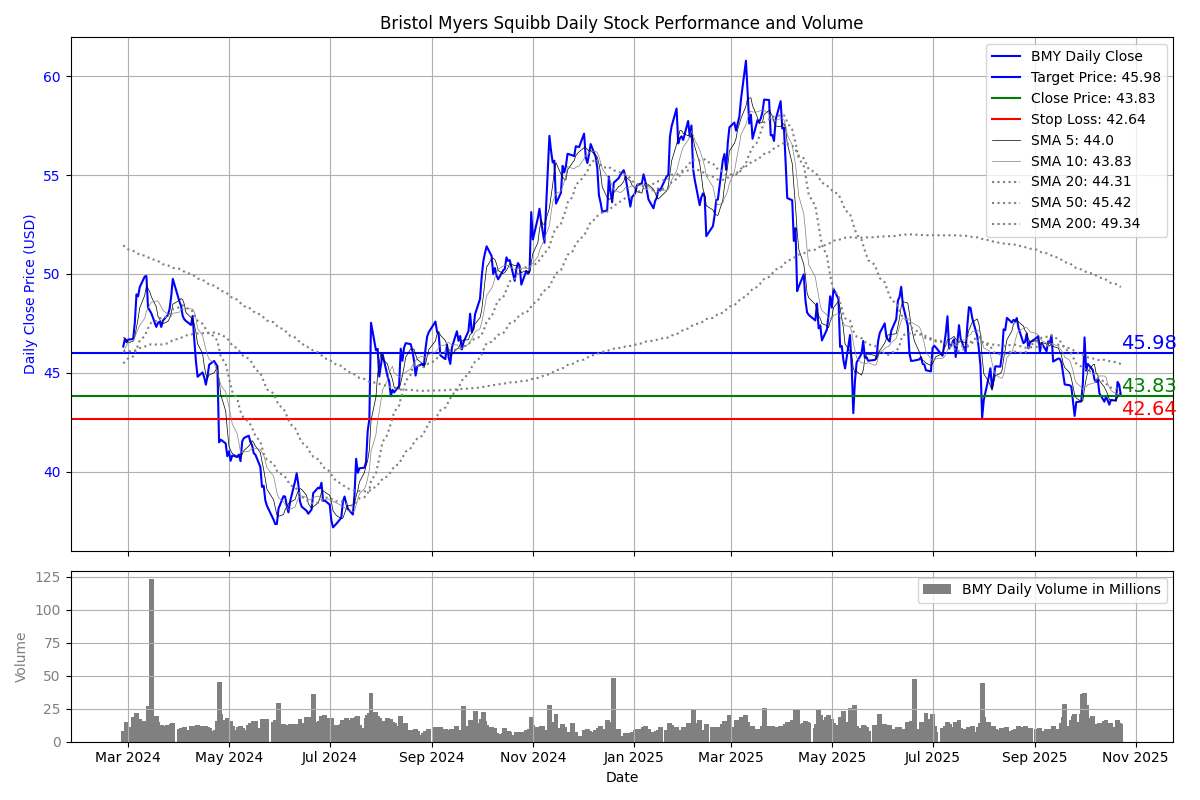 Bristol Myers Squibb Daily Stock Performance and Volume
Daily Close Price (USD)
60
55
50
45
40
BMY Daily Close
Target Price: 45.98
Close Price: 43.83
Stop Loss: 42.64
SMA 5: 44.0
SMA 10: 43.83
SMA 20: 44.31
SMA 50: 45.42
SMA 200: 49.34
45.98
43.83
42.64
Volume
125
100
75
50
25
0
BMY Daily Volume in Millions
Mar 2024 May 2024 Jul 2024 Sep 2024 Nov 2024 Jan 2025 Mar 2025 May 2025 Jul 2025 Sep 2025 Nov 2025
Date